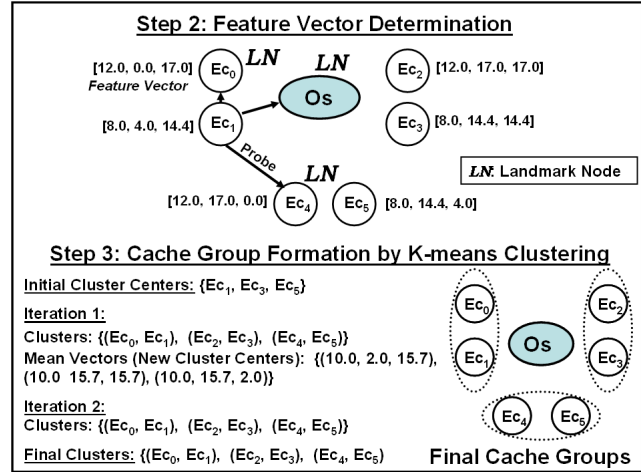 Step 2: Feature Vector Determination
[12.0, 0.0, 17.0]
Feature Vector
Ec0
LN
LN
Os
Ec2
[12.0, 17.0, 17.0]
[8.0, 4.0, 14.4]
Ec1
Ec3
[8.0, 14.4, 14.4]
Probe
LN
LN: Landmark Node
[12.0, 17.0, 0.0]
Ec4
Ec5
[8.0, 14.4, 4.0]
Step 3: Cache Group Formation by K-means Clustering
Initial Cluster Centers: {Ec1, Ec3, Ec5}
Iteration 1:
Clusters: {(Ec0, Ec1), (Ec2, Ec3), (Ec4, Ec5)}
Mean Vectors (New Cluster Centers): {(10.0, 2.0, 15.7),
(10.0 15.7, 15.7), (10.0, 15.7, 2.0)}
Iteration 2:
Clusters: {(Ec0, Ec1), (Ec2, Ec3), (Ec4, Ec5)}
Final Clusters: {(Ec0, Ec1), (Ec2, Ec3), (Ec4, Ec5)
Ec0
Ec2
Os
Ec1
Ec3
Ec4
Ec5
Final Cache Groups